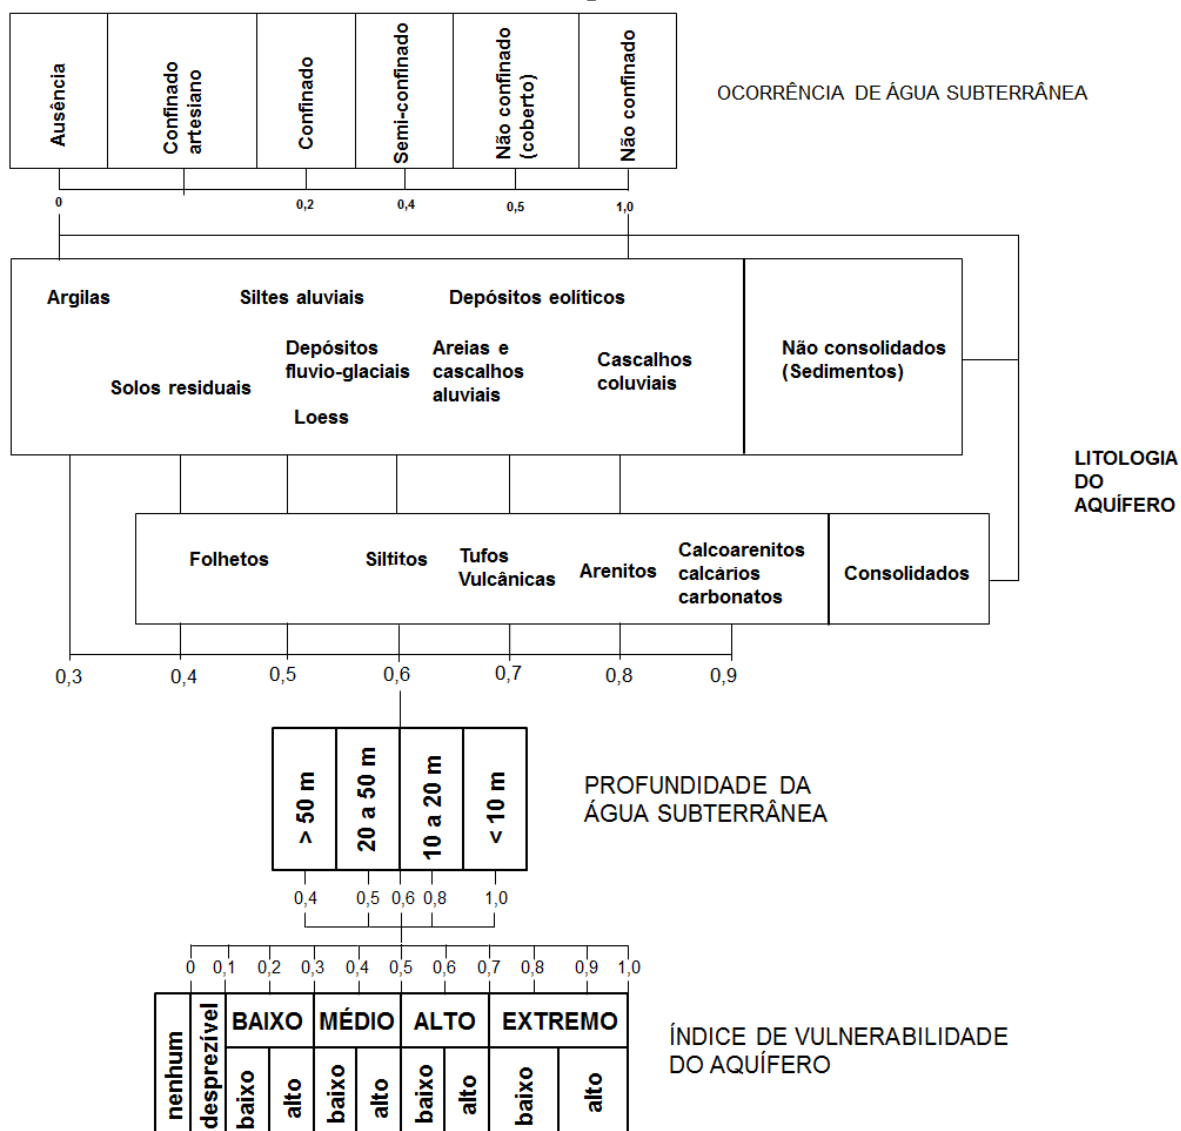 Ausência
Confinado
artesiano
Confinado
Semi-confinado
Não confinado
(coberto)
Não confinado
OCORRÊNCIA DE ÁGUA SUBTERRÂNEA
0
0,2
0,4
0,5
1,0
Argilas
Siltes aluviais
Depósitos eolíticos
Depósitos
fluvio-glaciais
Areias e
cascalhos
aluviais
Cascalhos
coluviais
Não consolidados
(Sedimentos)
Solos residuais
Loess
LITOLOGIA
DO
AQUÍFERO
Folhetos
Siltitos
Tufos
Vulcânicas
Arenitos
Calcoarenitos
calcários
carbonatos
Consolidados
0,3
0,4
0,5
0,6
0,7
0,8
0,9
> 50 m
20 a 50 m
10 a 20 m
< 10 m
PROFUNDIDADE DA
ÁGUA SUBTERRÂNEA
0,4
0,5
0,6
0,8
1,0
0
0,1
0,2
0,3
0,4
0,5
0,6
0,7
0,8
0,9
1,0
nenhum
desprezível
BAIXO
MÉDIO
ALTO
EXTREMO
baixo
alto
baixo
alto
baixo
alto
baixo
alto
ÍNDICE DE VULNERABILIDADE
DO AQUÍFERO